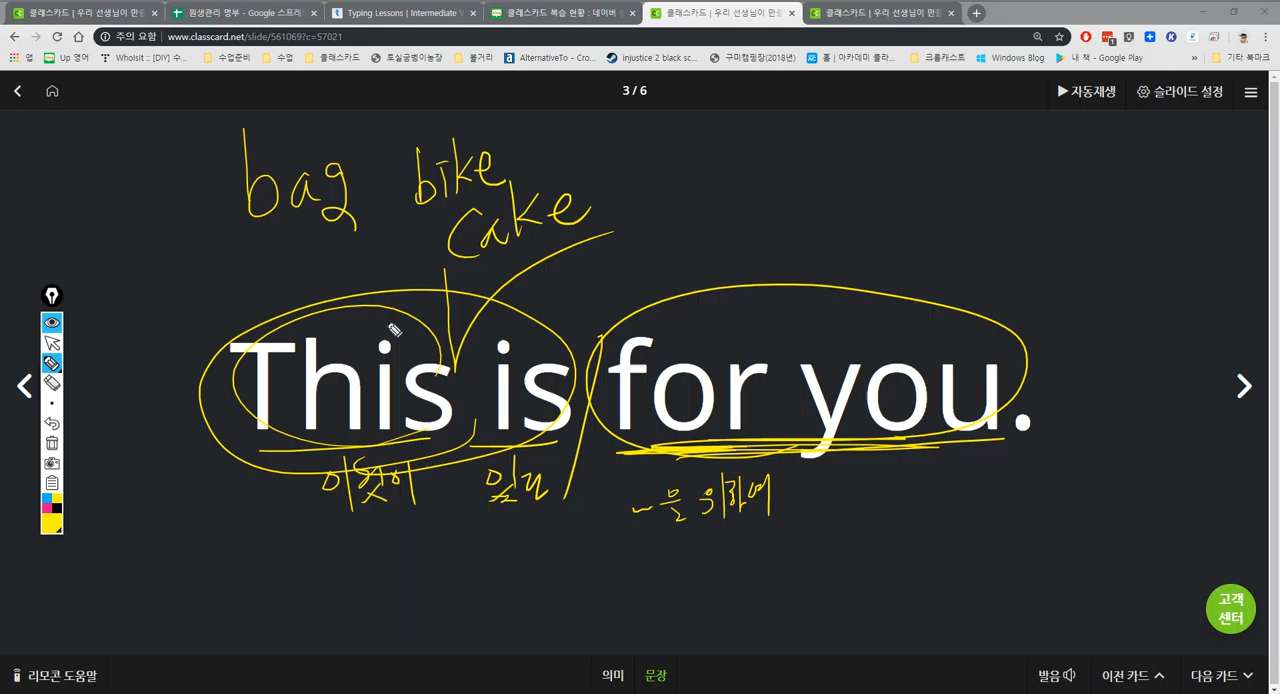 클래스카드 | 우리 선생님이 만든
원생관리 명부 - Google 스프레
Typing Lessons | Intermediate
클래스카드 복습 현황 : 네이버
클래스카드 | 우리 선생님이 만든
클래스카드 | 우리 선생님이 만든
주의 요함 www.classcard.net/slide/561069?c=57021
앱 Up 영어 WhoisIt :: [DIY] 수... 수업준비 수업 클래스카드 토실굼벵이농장 볼거리 AlternativeTo - Cro... injustice 2 black sc... 구미캠핑장(2018년) 홈 | 아카데미 클라... 크롬캐스트 Windows Blog 내 책 - Google Play » 기타 북마크
3 / 6
자동재생 슬라이드 설정
bag bike
cake
This is for you.
이것이
~을 위하여
고객
센터
리모콘 도움말 의미 문장 발음 이전 카드 다음 카드